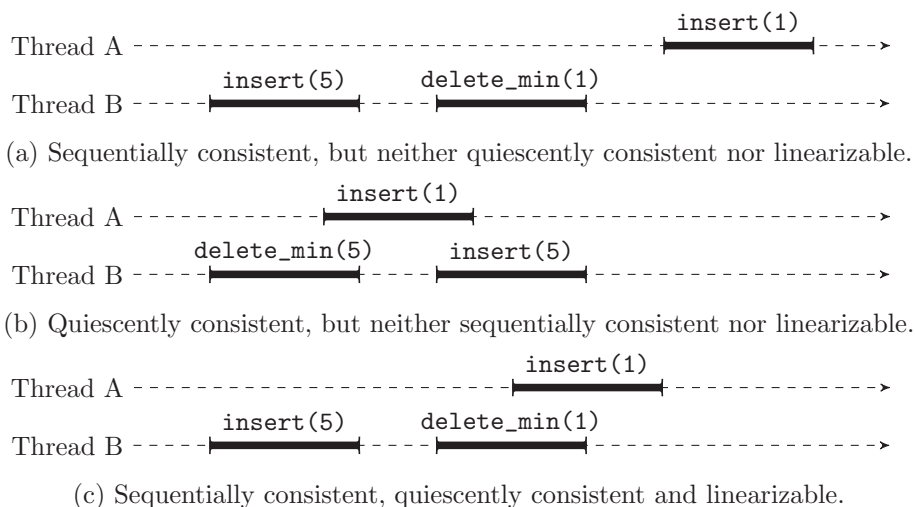 insert(1)
Thread A
insert(5) delete_min(1)
Thread B
(a) Sequentially consistent, but neither quiescently consistent nor linearizable.
insert(1)
Thread A
delete_min(5) insert(5)
Thread B
(b) Quiescently consistent, but neither sequentially consistent nor linearizable.
insert(1)
Thread A
insert(5) delete_min(1)
Thread B
(c) Sequentially consistent, quiescently consistent and linearizable.